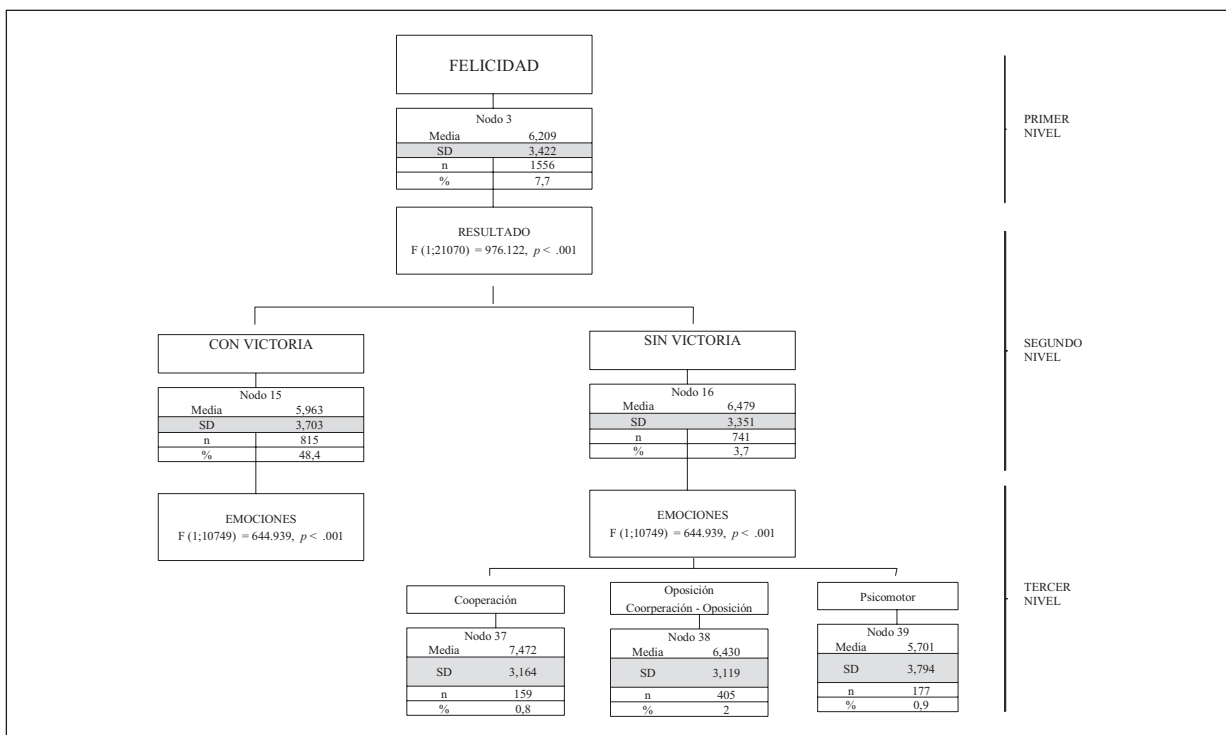 FELICIDAD
Nodo 3
Media 6,209
SD 3,422
n 1556
% 7,7
PRIMER
NIVEL
RESULTADO
F (1;21070) = 976.122, p < .001
CON VICTORIA
Nodo 15
Media 5,963
SD 3,703
n 815
% 48,4
EMOCIONES
F (1;10749) = 644.939, p < .001
SIN VICTORIA
Nodo 16
Media 6,479
SD 3,351
n 741
% 3,7
SEGUNDO
NIVEL
EMOCIONES
F (1;10749) = 644.939, p < .001
Cooperación
Nodo 37
Media 7,472
SD 3,164
n 159
% 0,8
Oposición
Coorperación - Oposición
Nodo 38
Media 6,430
SD 3,119
n 405
% 2
Psicomotor
Nodo 39
Media 5,701
SD 3,794
n 177
% 0,9
TERCER
NIVEL